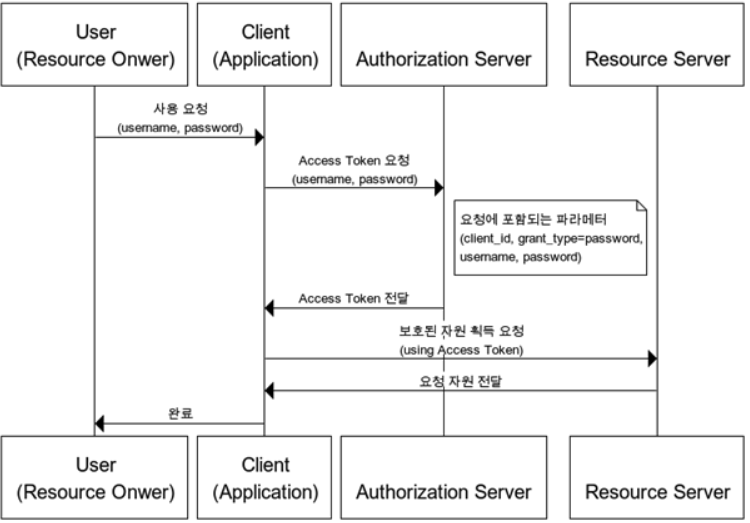 User
(Resource Onwer)
Client
(Application)
Authorization Server
Resource Server
사용 요청
(username, password)
Access Token 요청
(username, password)
요청에 포함되는 파라메터
(client_id, grant_type=password,
username, password)
Access Token 전달
보호된 자원 획득 요청
(using Access Token)
요청 자원 전달
완료
User
(Resource Onwer)
Client
(Application)
Authorization Server
Resource Server